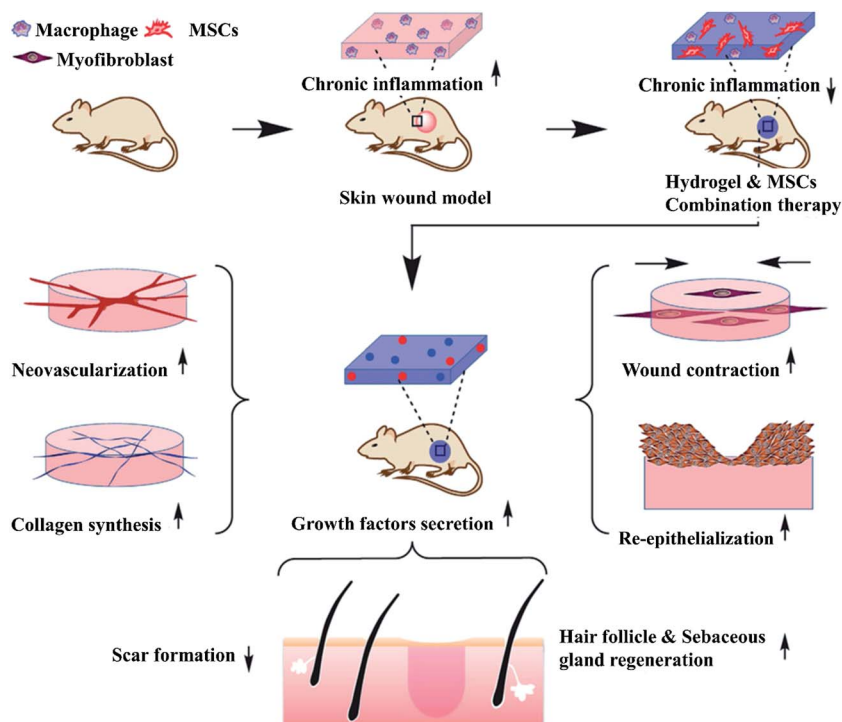 Macrophage MSCs
Myofibroblast
Chronic inflammation
Chronic inflammation
Skin wound model
Hydrogel & MSCs
Combination therapy
Neovascularization
Wound contraction
Collagen synthesis
Growth factors secretion
Re-epithelialization
Scar formation
Hair follicle & Sebaceous
gland regeneration